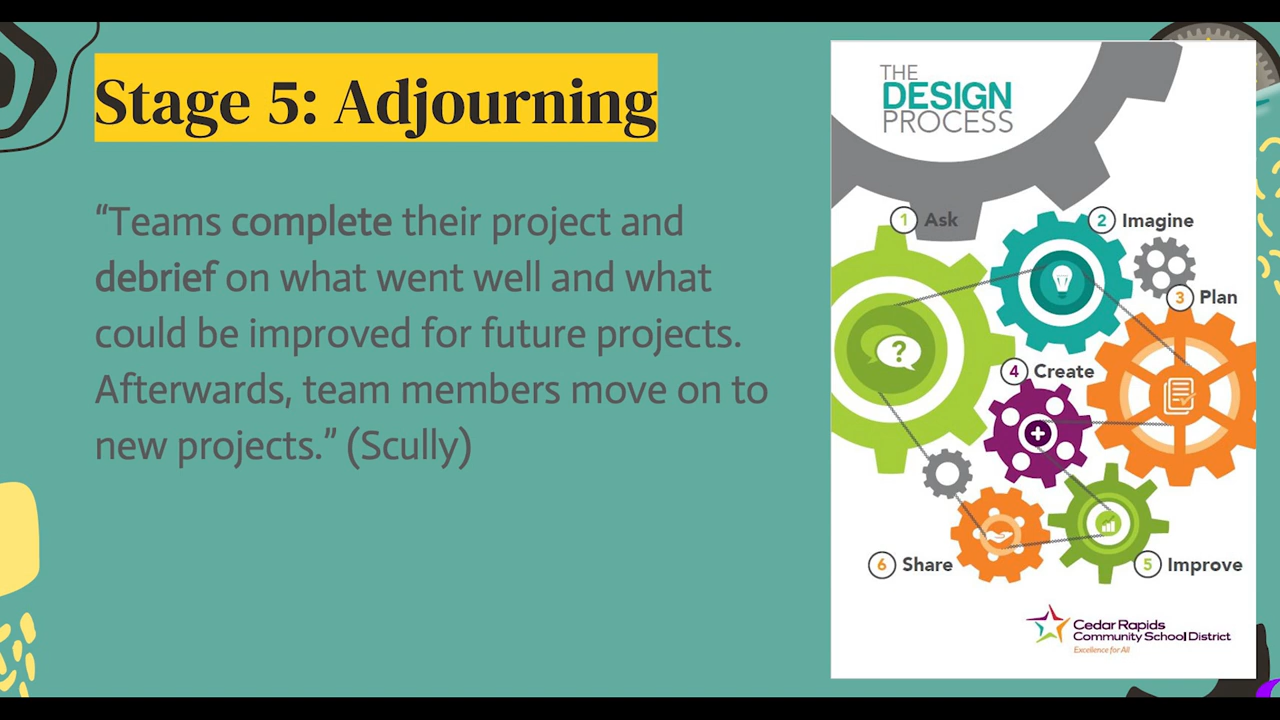 Stage 5: Adjourning
“Teams complete their project and
debrief on what went well and what
could be improved for future projects.
Afterwards, team members move on to
new projects.” (Scully)
THE
DESIGN
PROCESS
1 Ask
2 Imagine
3 Plan
?
4 Create
6 Share
5 Improve
Cedar Rapids
Community School District
Excellence for All